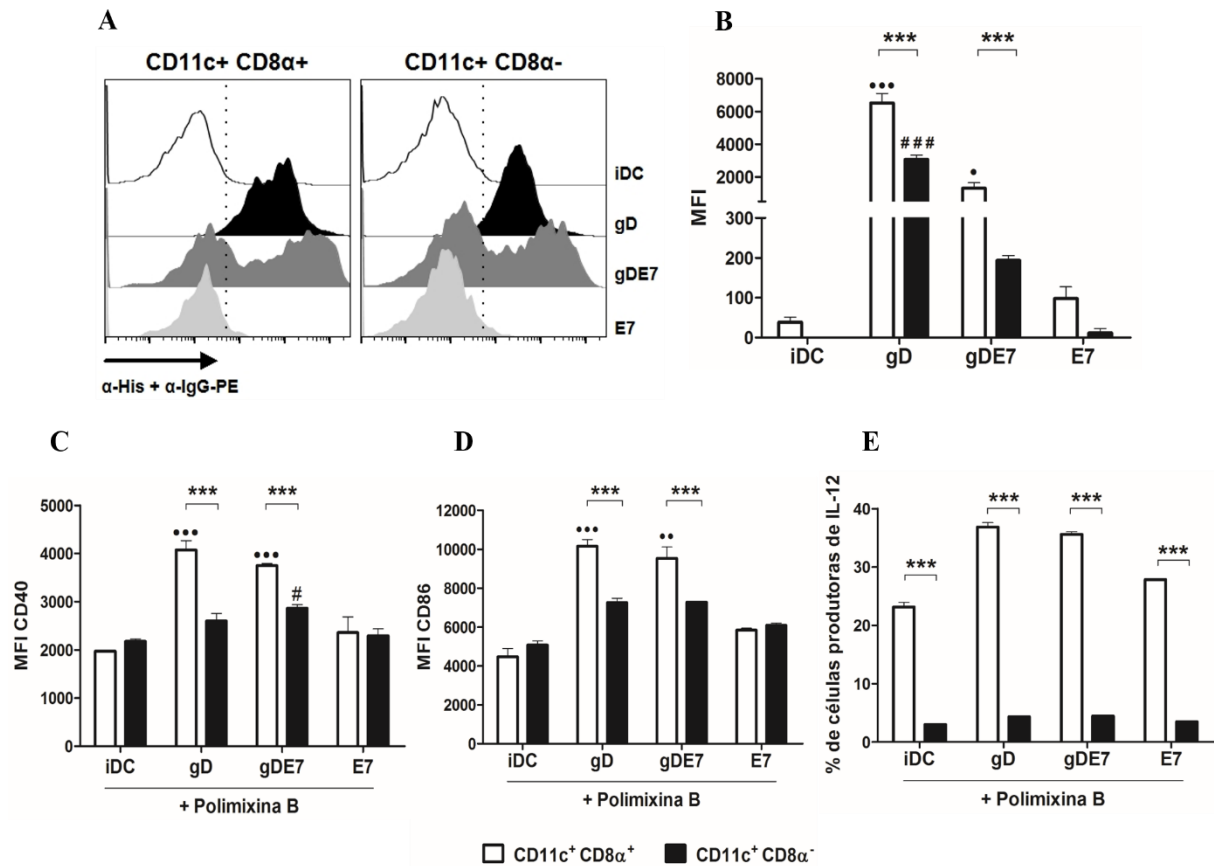 A
CD11c+ CD8α+
CD11c+ CD8α-
iDC
gD
gDE7
E7
α-His + α-IgG-PE
B
***
***
MFI
8000
6000
4000
2000
300
200
100
0
•••
###
•
iDC
gD
gDE7
E7
C
***
***
MFI CD40
5000
4000
3000
2000
1000
0
•••
•••
#
iDC
gD
gDE7
E7
+ Polimixina B
D
***
***
MFI CD86
12000
10000
8000
6000
4000
2000
0
•••
••
iDC
gD
gDE7
E7
+ Polimixina B
E
% de células produtoras de IL-12
40
30
20
10
0
***
***
***
***
iDC
gD
gDE7
E7
+ Polimixina B
CD11c+ CD8α+
CD11c+ CD8α-